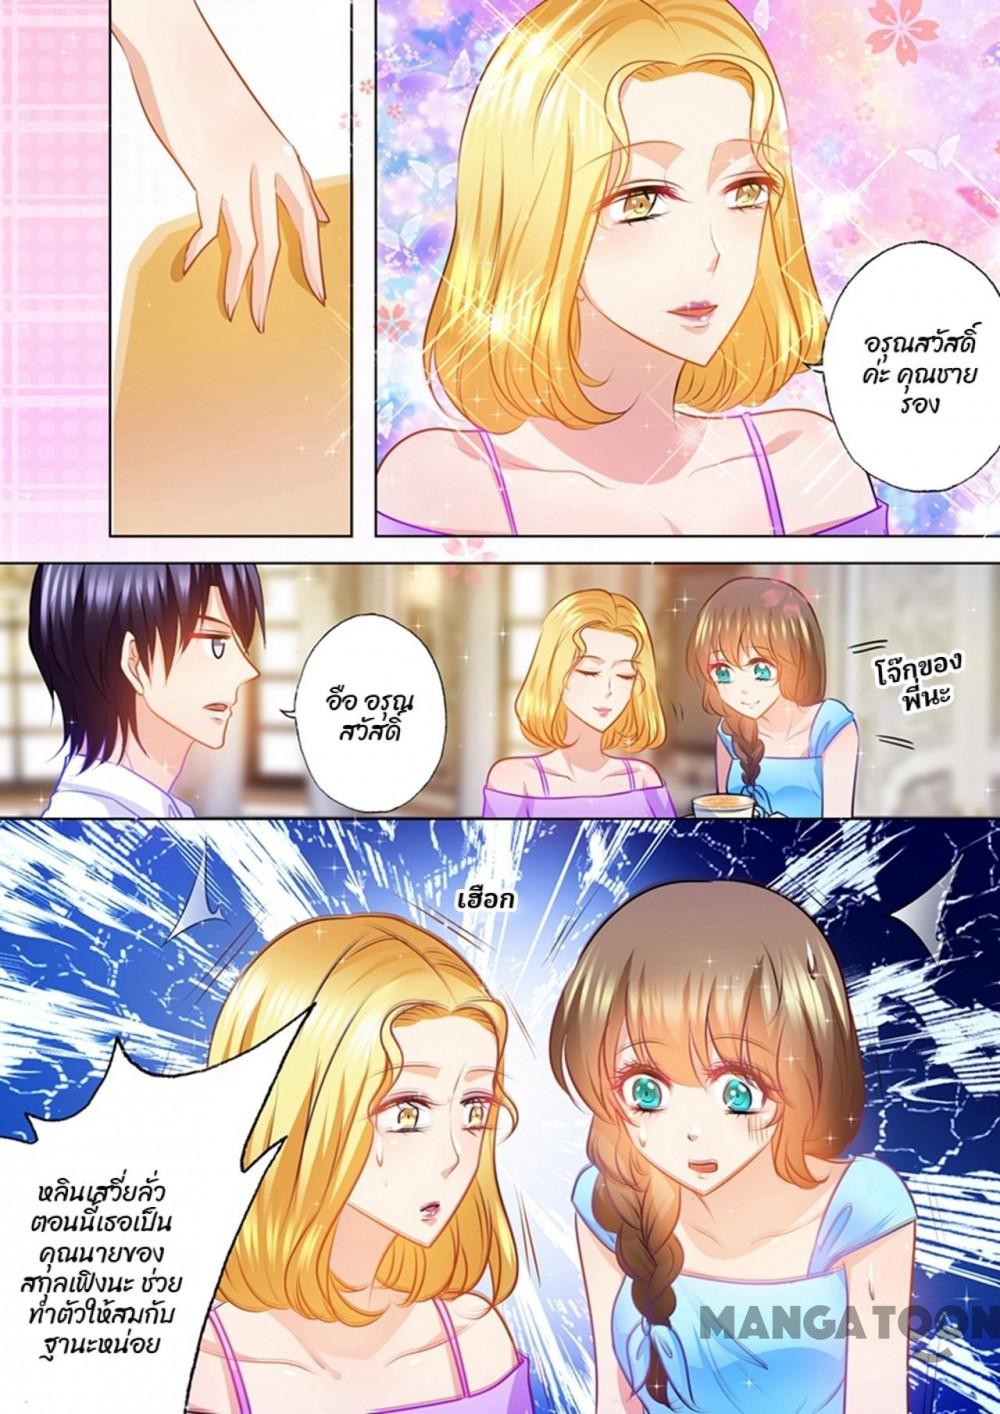 อรุณสวัสดิ์
ค่ะ คุณชาย
รอง
อือ อรุณ
สวัสดิ์
โจ๊กของ
พี่นะ
เฮือก
หลินเสวี่ยลั่ว
ตอนนี้เธอเป็น
คุณนายของ
สกุลเฟิงนะ ช่วย
ทำตัวให้สมกับ
ฐานะหน่อย
MANGATOON